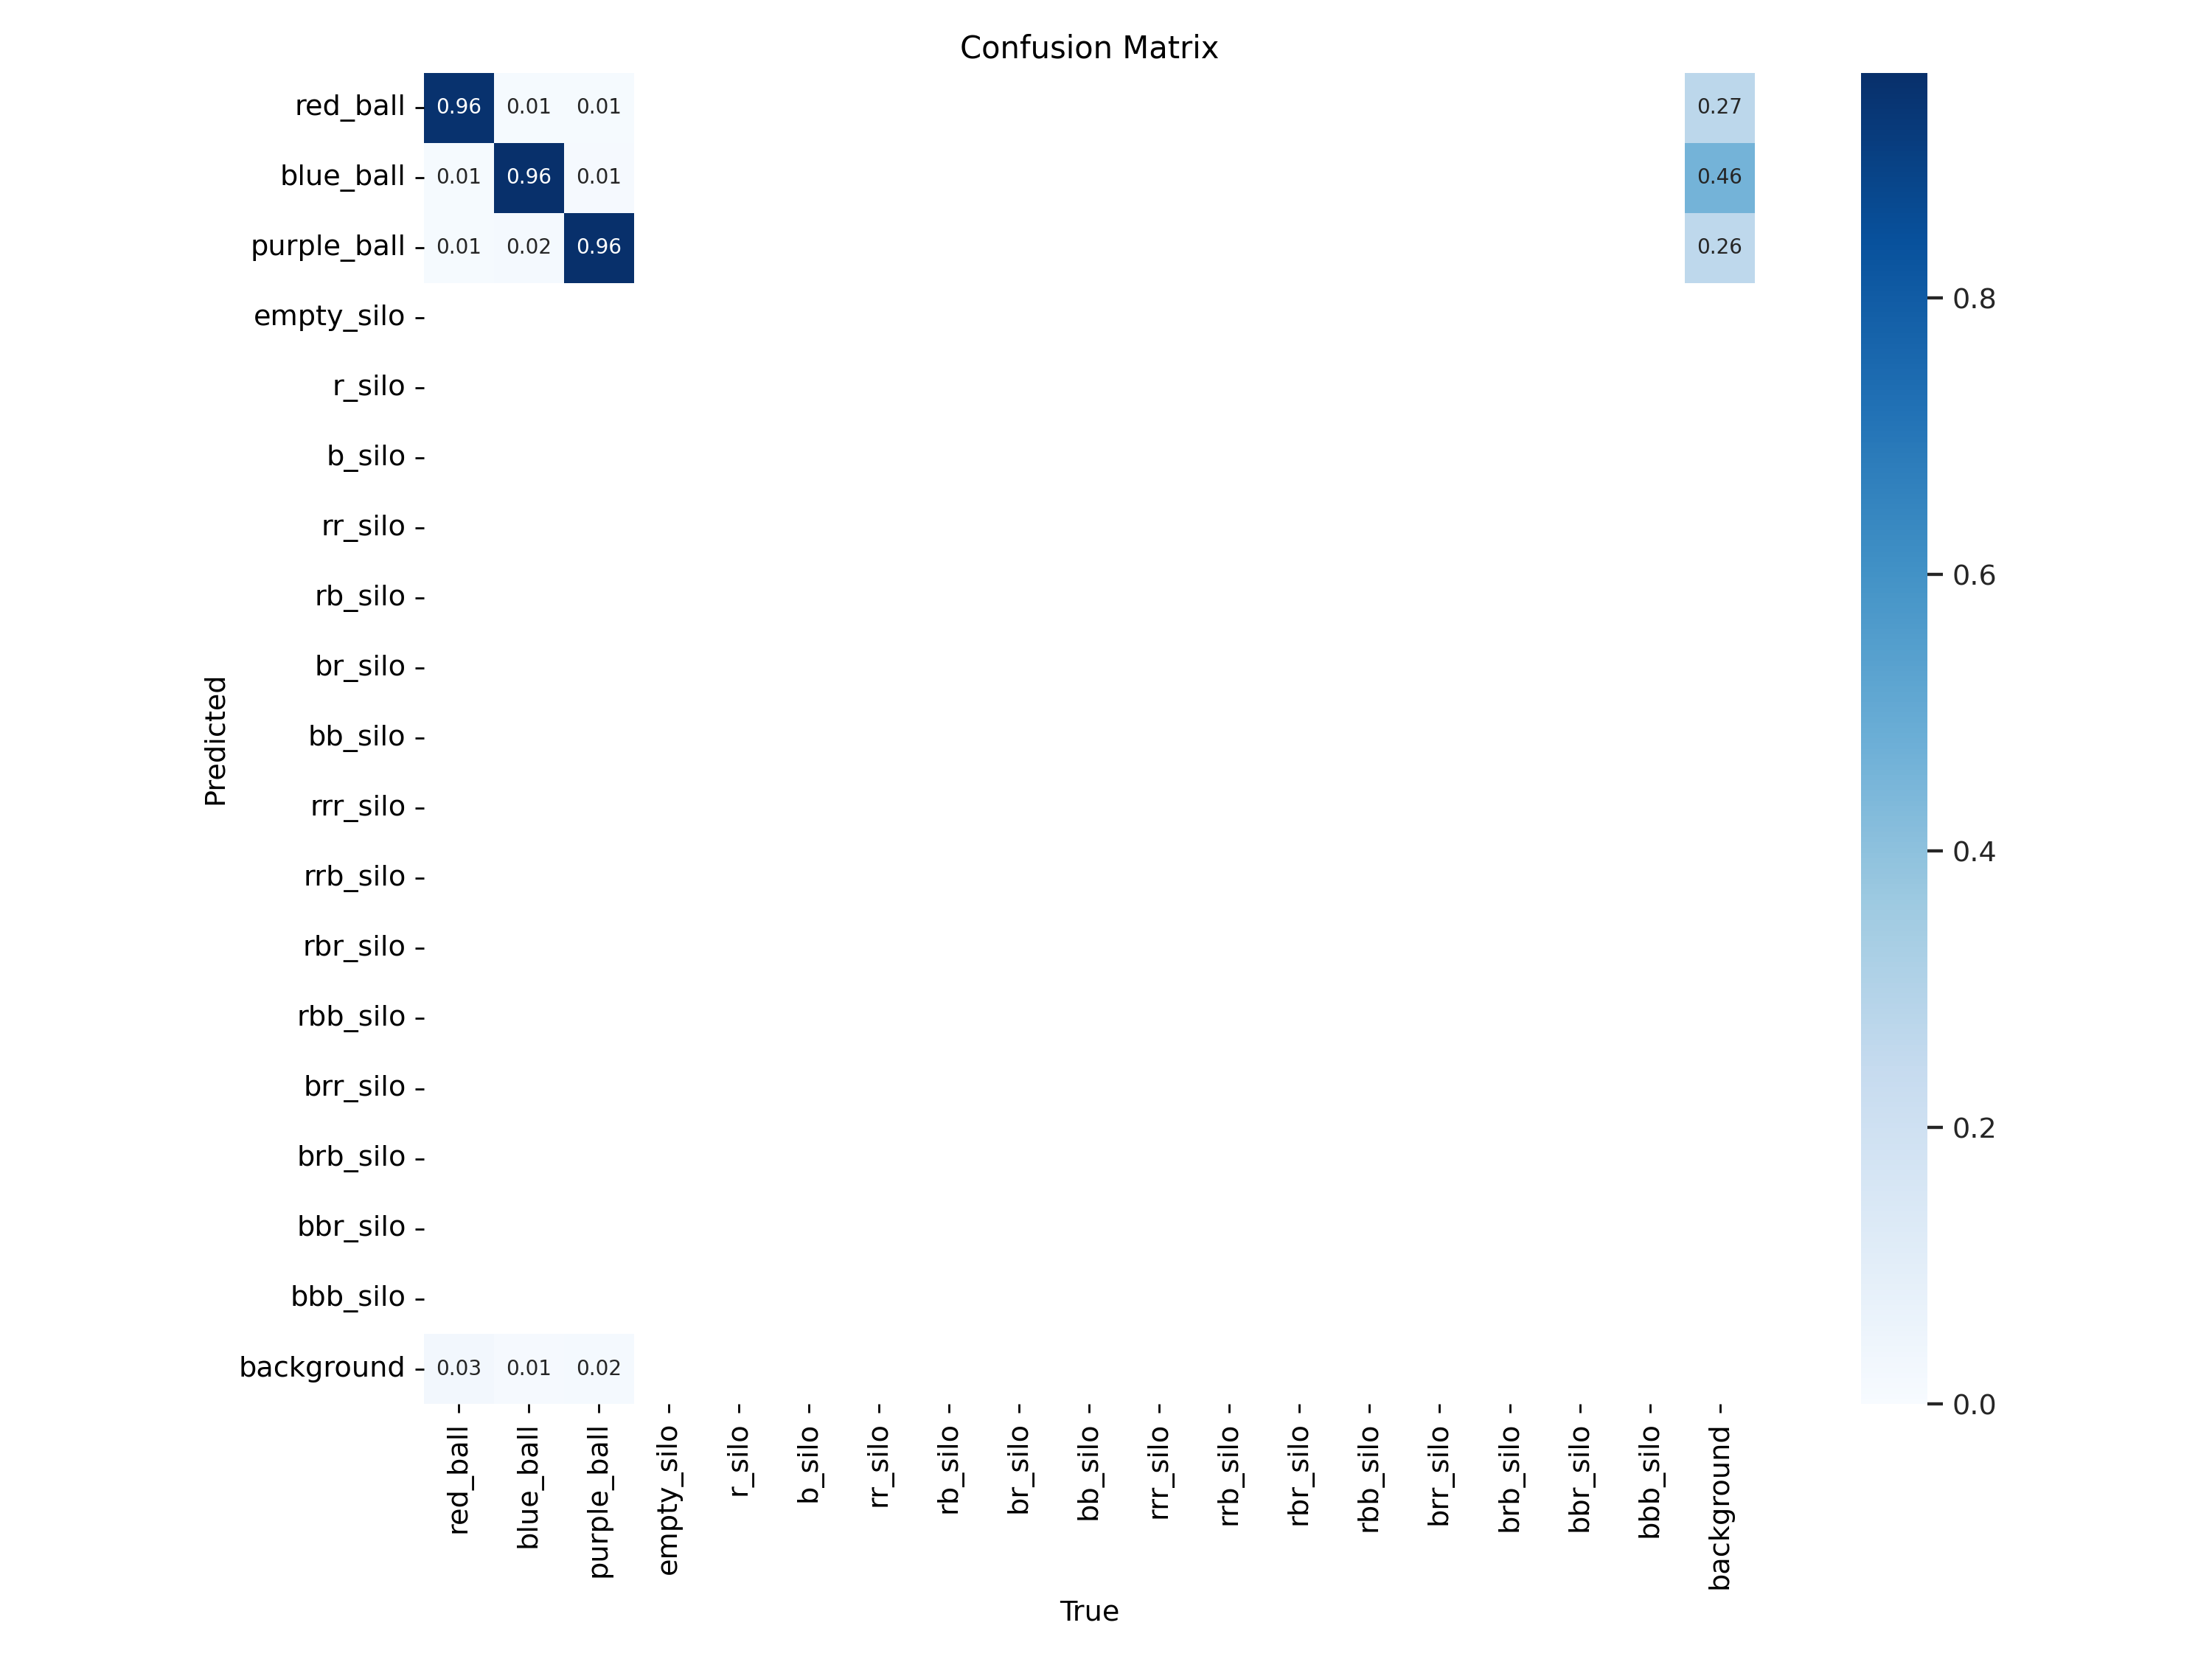 Confusion Matrix
red_ball 0.96 0.01 0.01 0.27
blue_ball 0.01 0.96 0.01 0.46
purple_ball 0.01 0.02 0.96 0.26
empty_silo
r_silo
b_silo
rr_silo
rb_silo
br_silo
bb_silo
rrr_silo
rrb_silo
rbr_silo
rbb_silo
brr_silo
brb_silo
bbr_silo
bbb_silo
background 0.03 0.01 0.02
Predicted
red_ball
blue_ball
purple_ball
empty_silo
r_silo
b_silo
rr_silo
rb_silo
br_silo
bb_silo
rrr_silo
rrb_silo
rbr_silo
rbb_silo
brr_silo
brb_silo
bbr_silo
bbb_silo
background
True
0.8
0.6
0.4
0.2
0.0